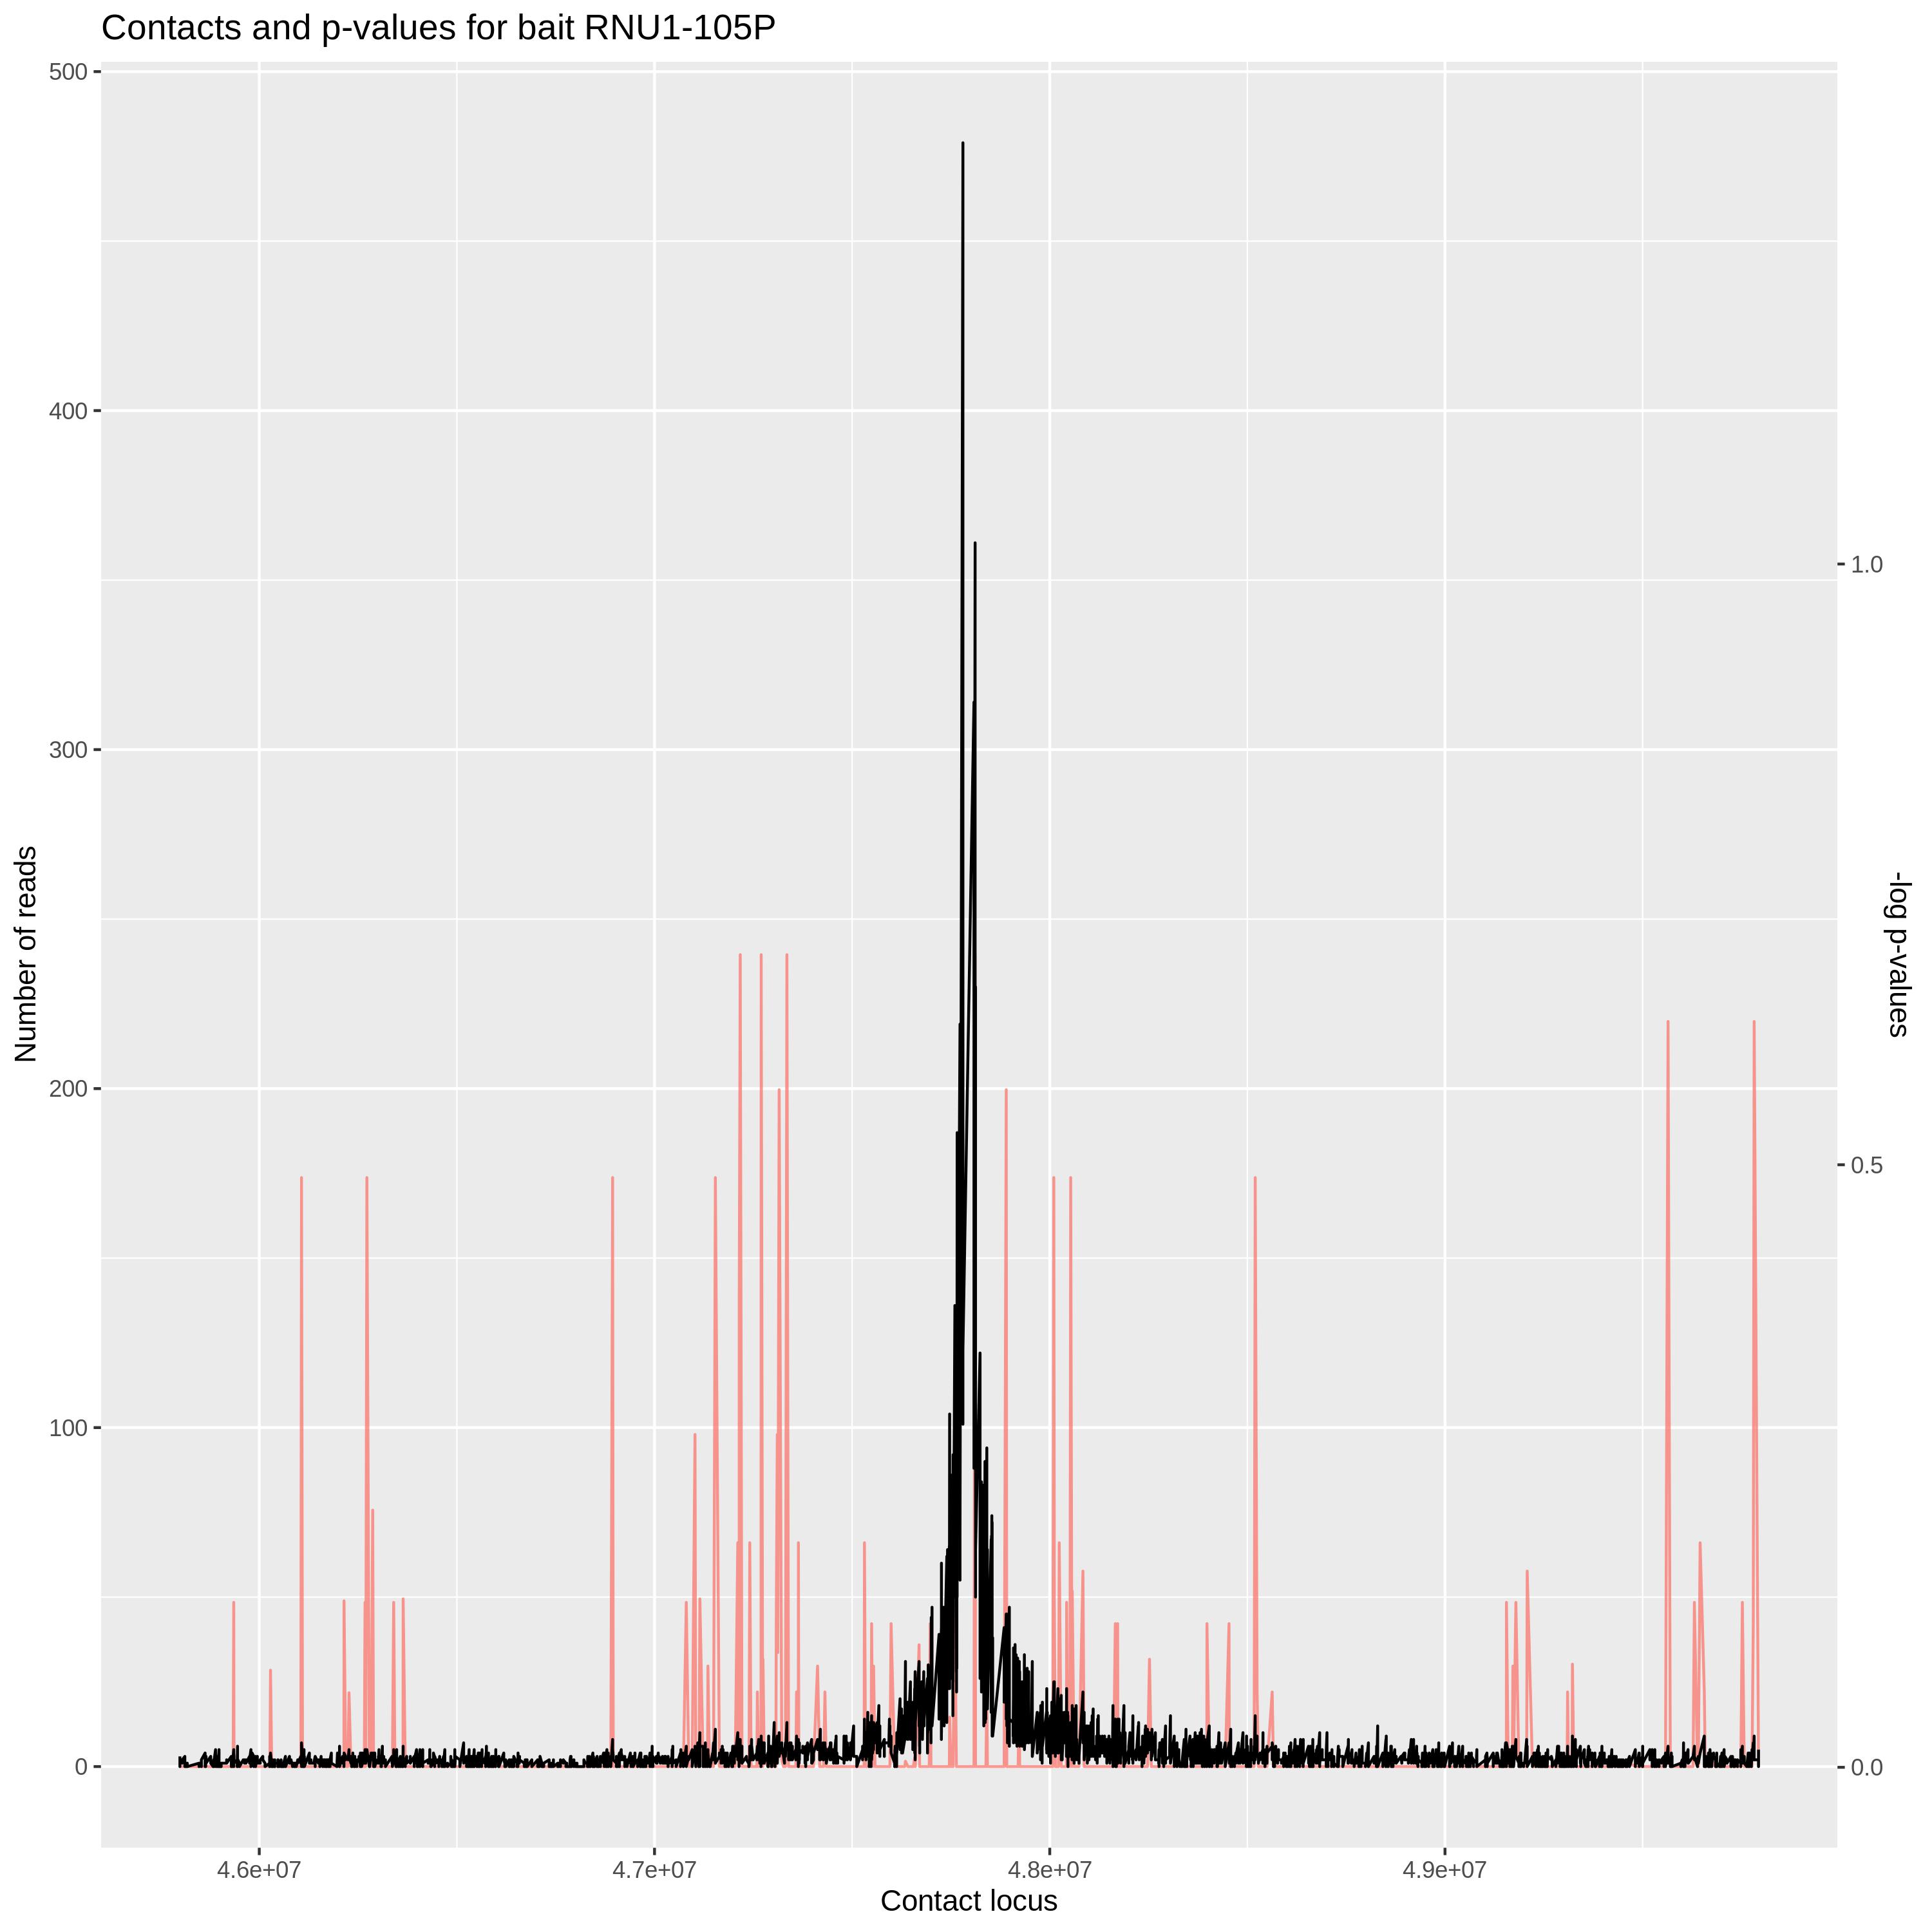 Contacts and p-values for bait RNU1-105P
500
400
300
200
100
0
Number of reads
1.0
0.5
0.0
-log p-values
4.6e+07
4.7e+07
4.8e+07
4.9e+07
Contact locus